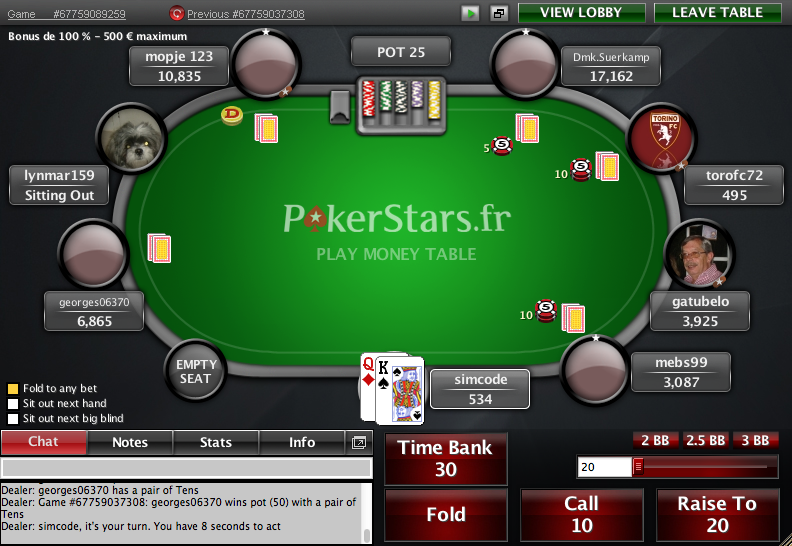 Game #67759089259
Previous #67759037308
VIEW LOBBY
LEAVE TABLE
Bonus de 100 % - 500 € maximum
mopje 123
10,835
POT 25
Dmk.Suerkamp
17,162
D
5
5
10
5
TORINO
FC
lynmar159
Sitting Out
torofc72
495
PokerStars.fr
PLAY MONEY TABLE
georges06370
6,865
gatubelo
3,925
10
5
EMPTY
SEAT
mebs99
3,087
Q
K
simcode
534
Fold to any bet
Sit out next hand
Sit out next big blind
Chat
Notes
Stats
Info
Time Bank
30
2 BB
2.5 BB
3 BB
20
Dealer: georges06370 has a pair of Tens
Dealer: Game #67759037308: georges06370 wins pot (50) with a pair of
Tens
Dealer: simcode, it's your turn. You have 8 seconds to act
Fold
Call
10
Raise To
20